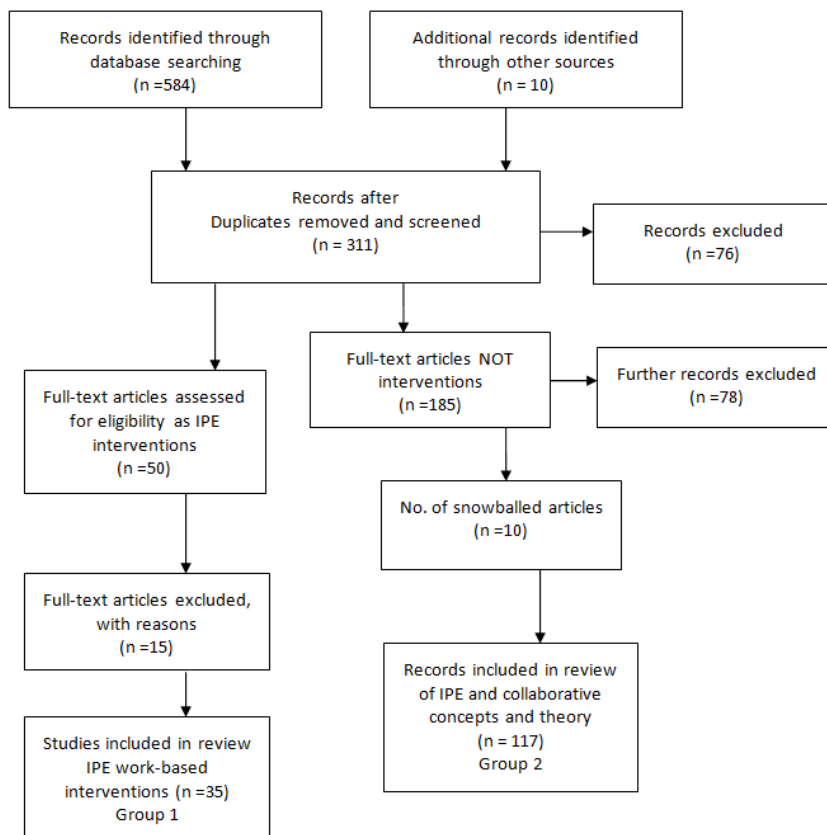 Records identified through
database searching
(n =584)
Additional records identified
through other sources
(n = 10)
Records after
Duplicates removed and screened
(n = 311)
Records excluded
(n =76)
Full-text articles NOT
interventions
(n =185)
Further records excluded
(n =78)
Full-text articles assessed
for eligibility as IPE
interventions
(n =50)
No. of snowballed articles
(n =10)
Full-text articles excluded,
with reasons
(n =15)
Records included in review
of IPE and collaborative
concepts and theory
(n = 117)
Group 2
Studies included in review
IPE work-based
interventions (n =35)
Group 1